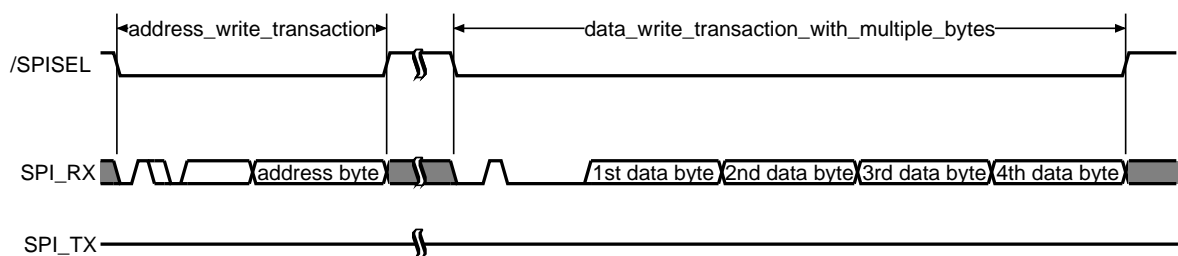 address_write_transaction data_write_transaction_with_multiple_bytes
/SPISEL
SPI_RX address byte 1st data byte 2nd data byte 3rd data byte 4th data byte
SPI_TX